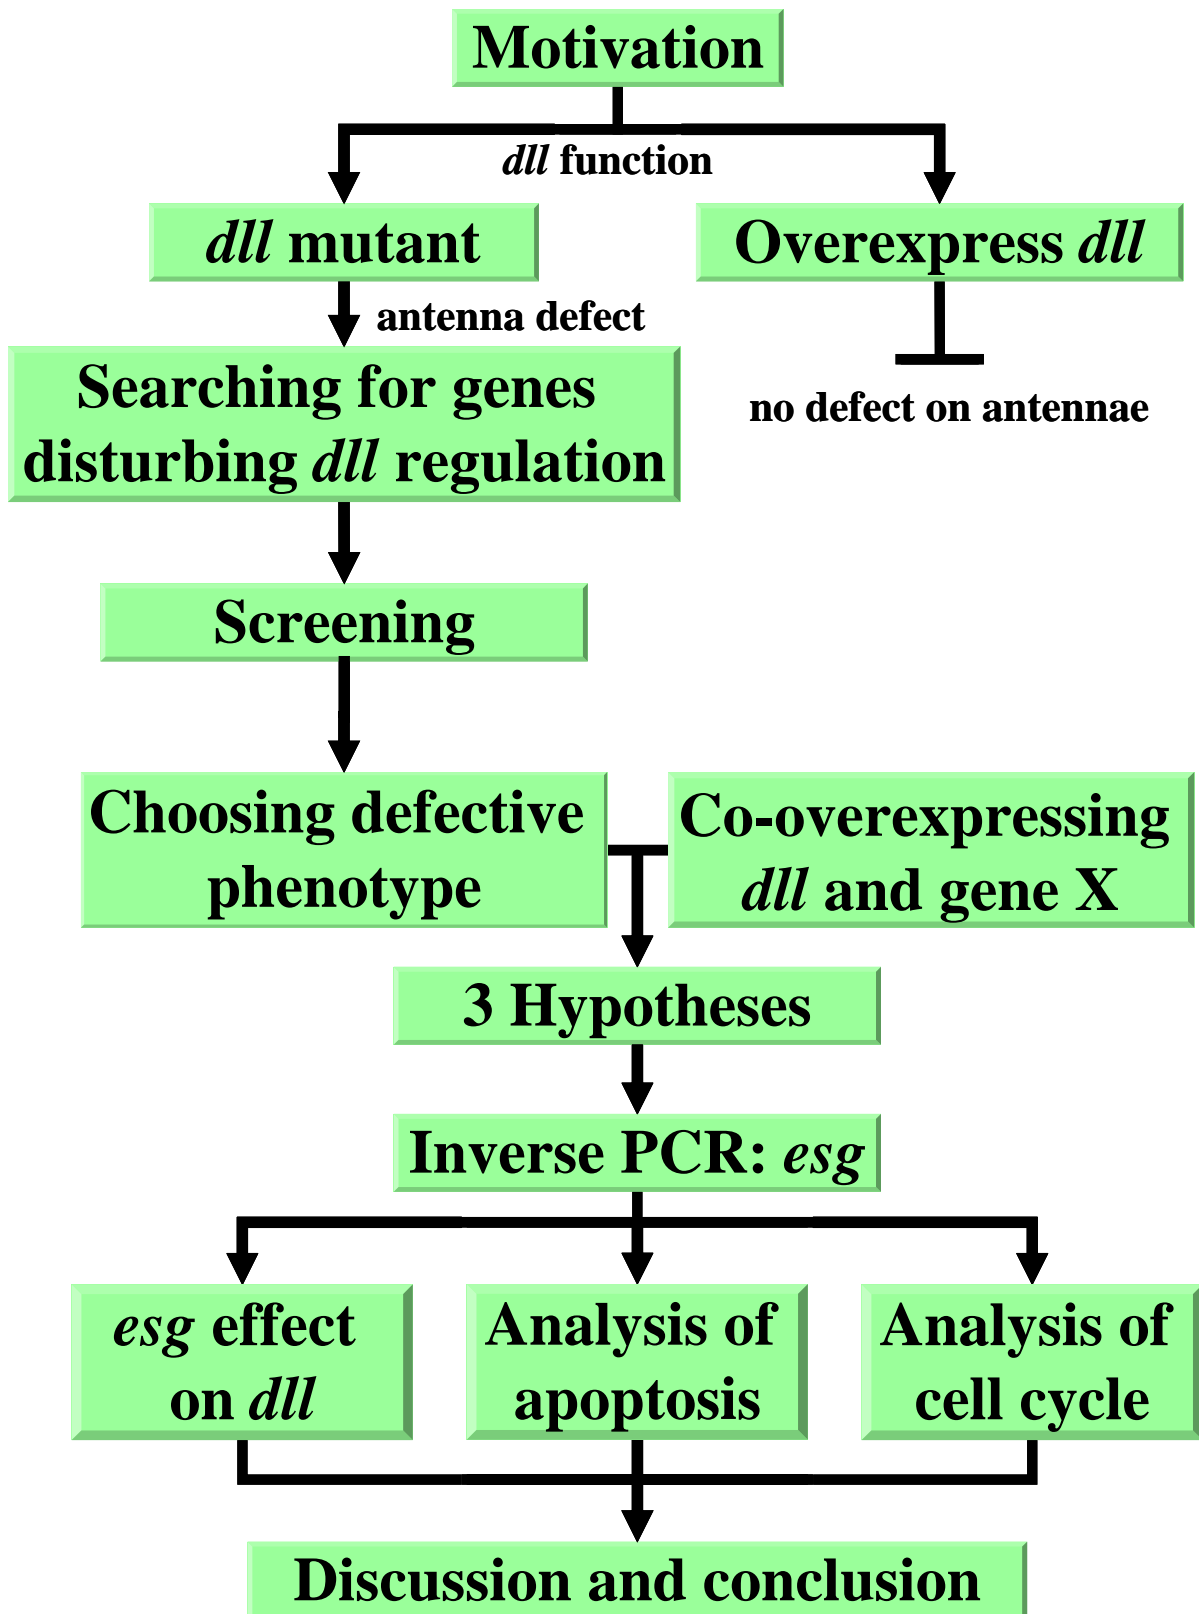 Motivation
dll function
dll mutant
Overexpress dll
antenna defect
Searching for genes
disturbing dll regulation
no defect on antennae
Screening
Choosing defective
phenotype
Co-overexpressing
dll and gene X
3 Hypotheses
Inverse PCR: esg
esg effect
on dll
Analysis of
apoptosis
Analysis of
cell cycle
Discussion and conclusion